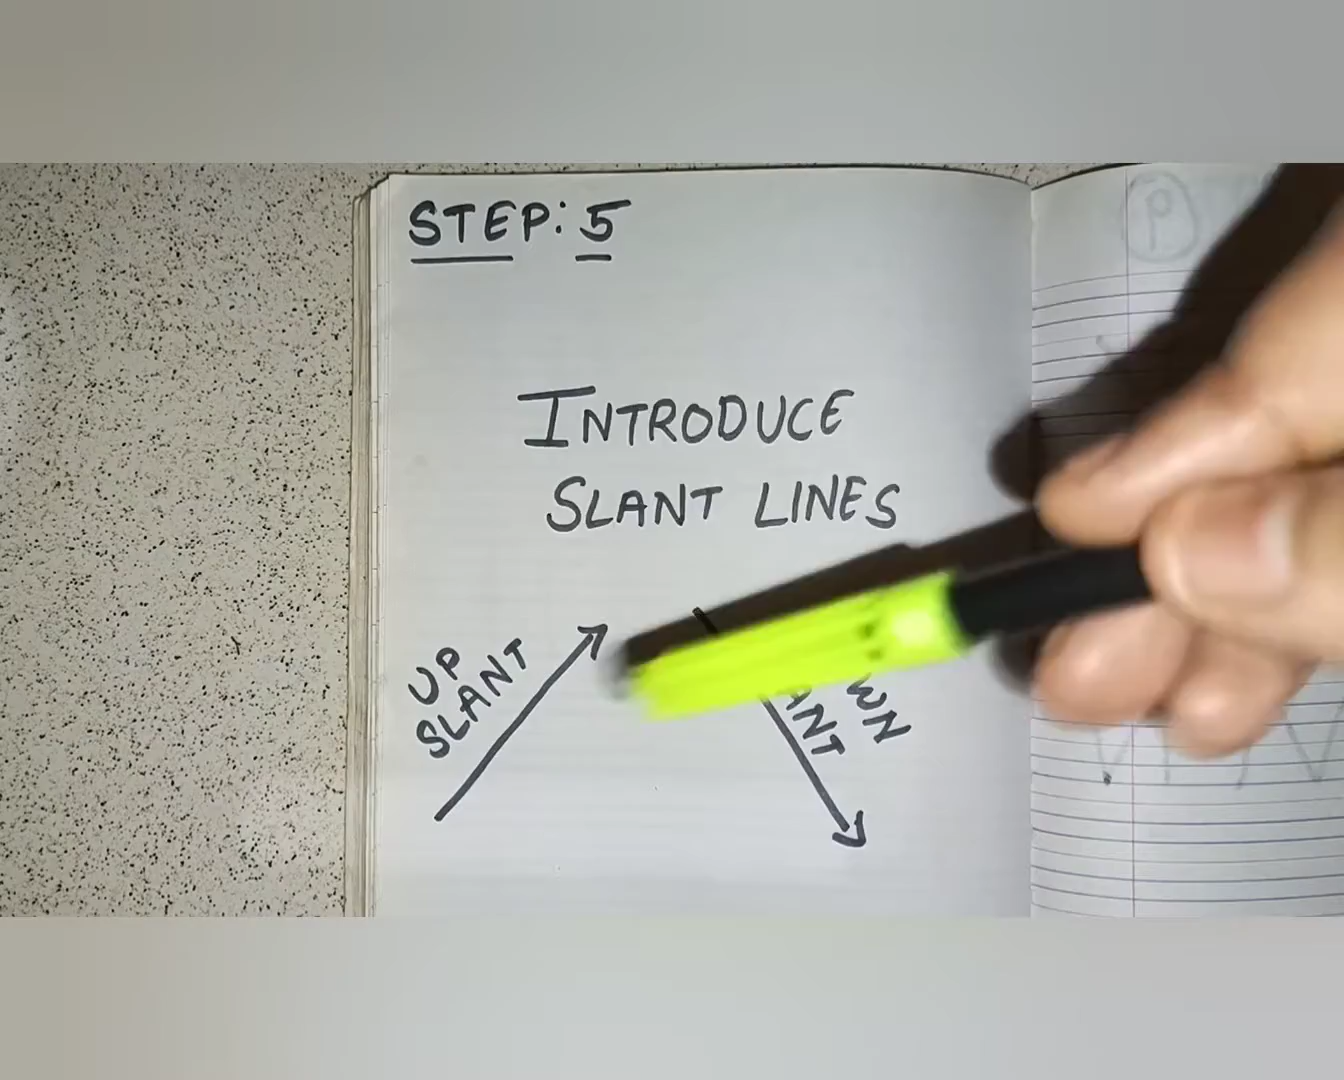 STEP: 5
INTRODUCE
SLANT LINES
UP
SLANT